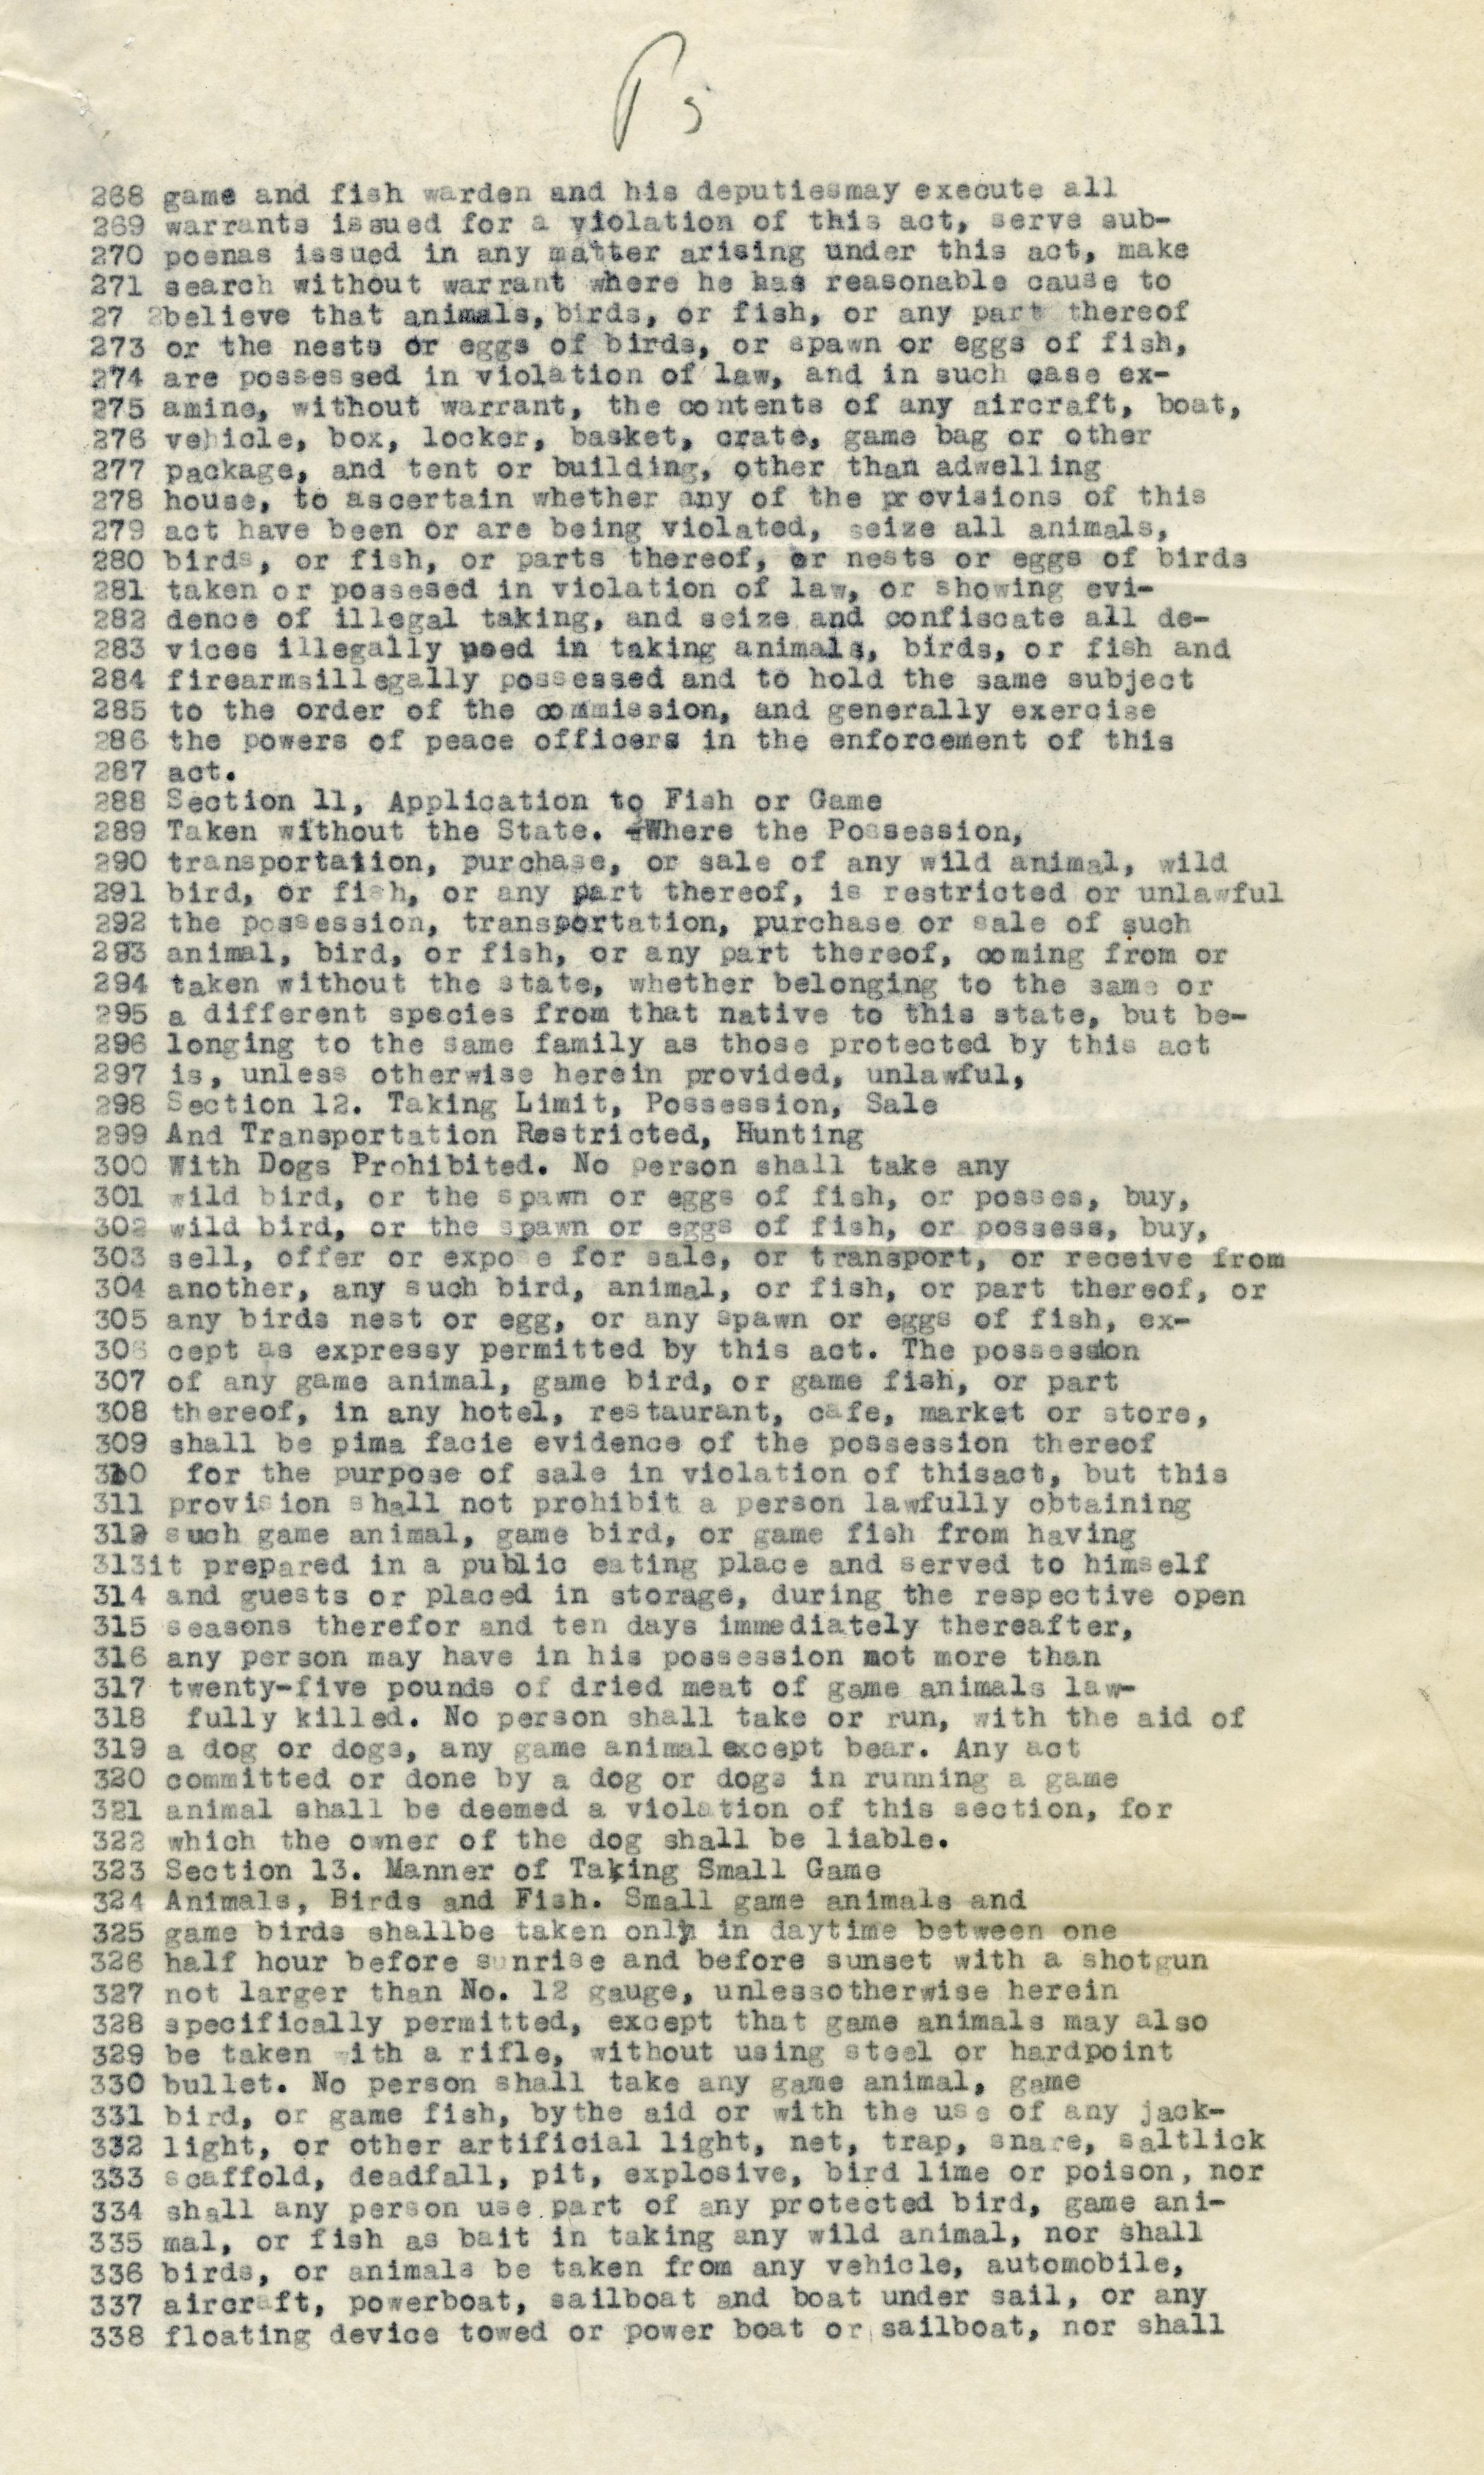 P 5
268 game and fish warden and his deputiesmay execute all
269 warrants issued for a violation of this act, serve sub-
270 poenas issued in any matter arising under this act, make
271 search without warrant where he has reasonable cause to
27 2believe that animals, birds, or fish, or any part thereof
273 or the nests or eggs of birds, or spawn or eggs of fish,
274 are possessed in violation of law, and in such case ex-
275 amine, without warrant, the contents of any aircraft, boat,
276 vehicle, box, locker, basket, crate, game bag or other
277 package, and tent or building, other than adwelling
278 house, to ascertain whether any of the provisions of this
279 act have been or are being violated, seize all animals,
280 birds, or fish, or parts thereof, or nests or eggs of birds
281 taken or possesed in violation of law, or showing evi-
282 dence of illegal taking, and seize and confiscate all de-
283 vices illegally used in taking animals, birds, or fish and
284 firearmsillegally possessed and to hold the same subject
285 to the order of the commission, and generally exercise
286 the powers of peace officers in the enforcement of this
287 act.
288 Section 11, Application to Fish or Game
289 Taken without the State. -Where the Possession,
290 transportaiion, purchase, or sale of any wild animal, wild
291 bird, or fish, or any part thereof, is restricted or unlawful
292 the possession, transportation, purchase or sale of such
293 animal, bird, or fish, or any part thereof, coming from or
294 taken without the state, whether belonging to the same or
295 a different species from that native to this state, but be-
296 longing to the same family as those protected by this act
297 is, unless otherwise herein provided, unlawful,
298 Section 12. Taking Limit, Possession, Sale
299 And Transportation Restricted, Hunting
300 With Dogs Prohibited. No person shall take any
301 wild bird, or the spawn or eggs of fish, or posses, buy,
302 wild bird, or the spawn or eggs of fish, or possess, buy,
303 sell, offer or expose for sale, or transport, or receive from
304 another, any such bird, animal, or fish, or part thereof, or
305 any birds nest or egg, or any spawn or eggs of fish, ex-
306 cept as expressy permitted by this act. The possession
307 of any game animal, game bird, or game fish, or part
308 thereof, in any hotel, restaurant, cafe, market or store,
309 shall be pima facie evidence of the possession thereof
310 for the purpose of sale in violation of thisact, but this
311 provision shall not prohibit a person lawfully obtaining
312 such game animal, game bird, or game fish from having
313it prepared in a public eating place and served to himself
314 and guests or placed in storage, during the respective open
315 seasons therefor and ten days immediately thereafter,
316 any person may have in his possession not more than
317 twenty-five pounds of dried meat of game animals law-
318 fully killed. No person shall take or run, with the aid of
319 a dog or dogs, any game animal except bear. Any act
320 committed or done by a dog or dogs in running a game
321 animal shall be deemed a violation of this section, for
322 which the owner of the dog shall be liable.
323 Section 13. Manner of Taking Small Game
324 Animals, Birds and Fish. Small game animals and
325 game birds shallbe taken only in daytime between one
326 half hour before sunrise and before sunset with a shotgun
327 not larger than No. 12 gauge, unlessotherwise herein
328 specifically permitted, except that game animals may also
329 be taken with a rifle, without using steel or hardpoint
330 bullet. No person shall take any game animal, game
331 bird, or game fish, bythe aid or with the use of any jack-
332 light, or other artificial light, net, trap, snare, saltlick
333 scaffold, deadfall, pit, explosive, bird lime or poison, nor
334 shall any person use part of any protected bird, game ani-
335 mal, or fish as bait in taking any wild animal, nor shall
336 birds, or animals be taken from any vehicle, automobile,
337 aircraft, powerboat, sailboat and boat under sail, or any
338 floating device towed or power boat or sailboat, nor shall